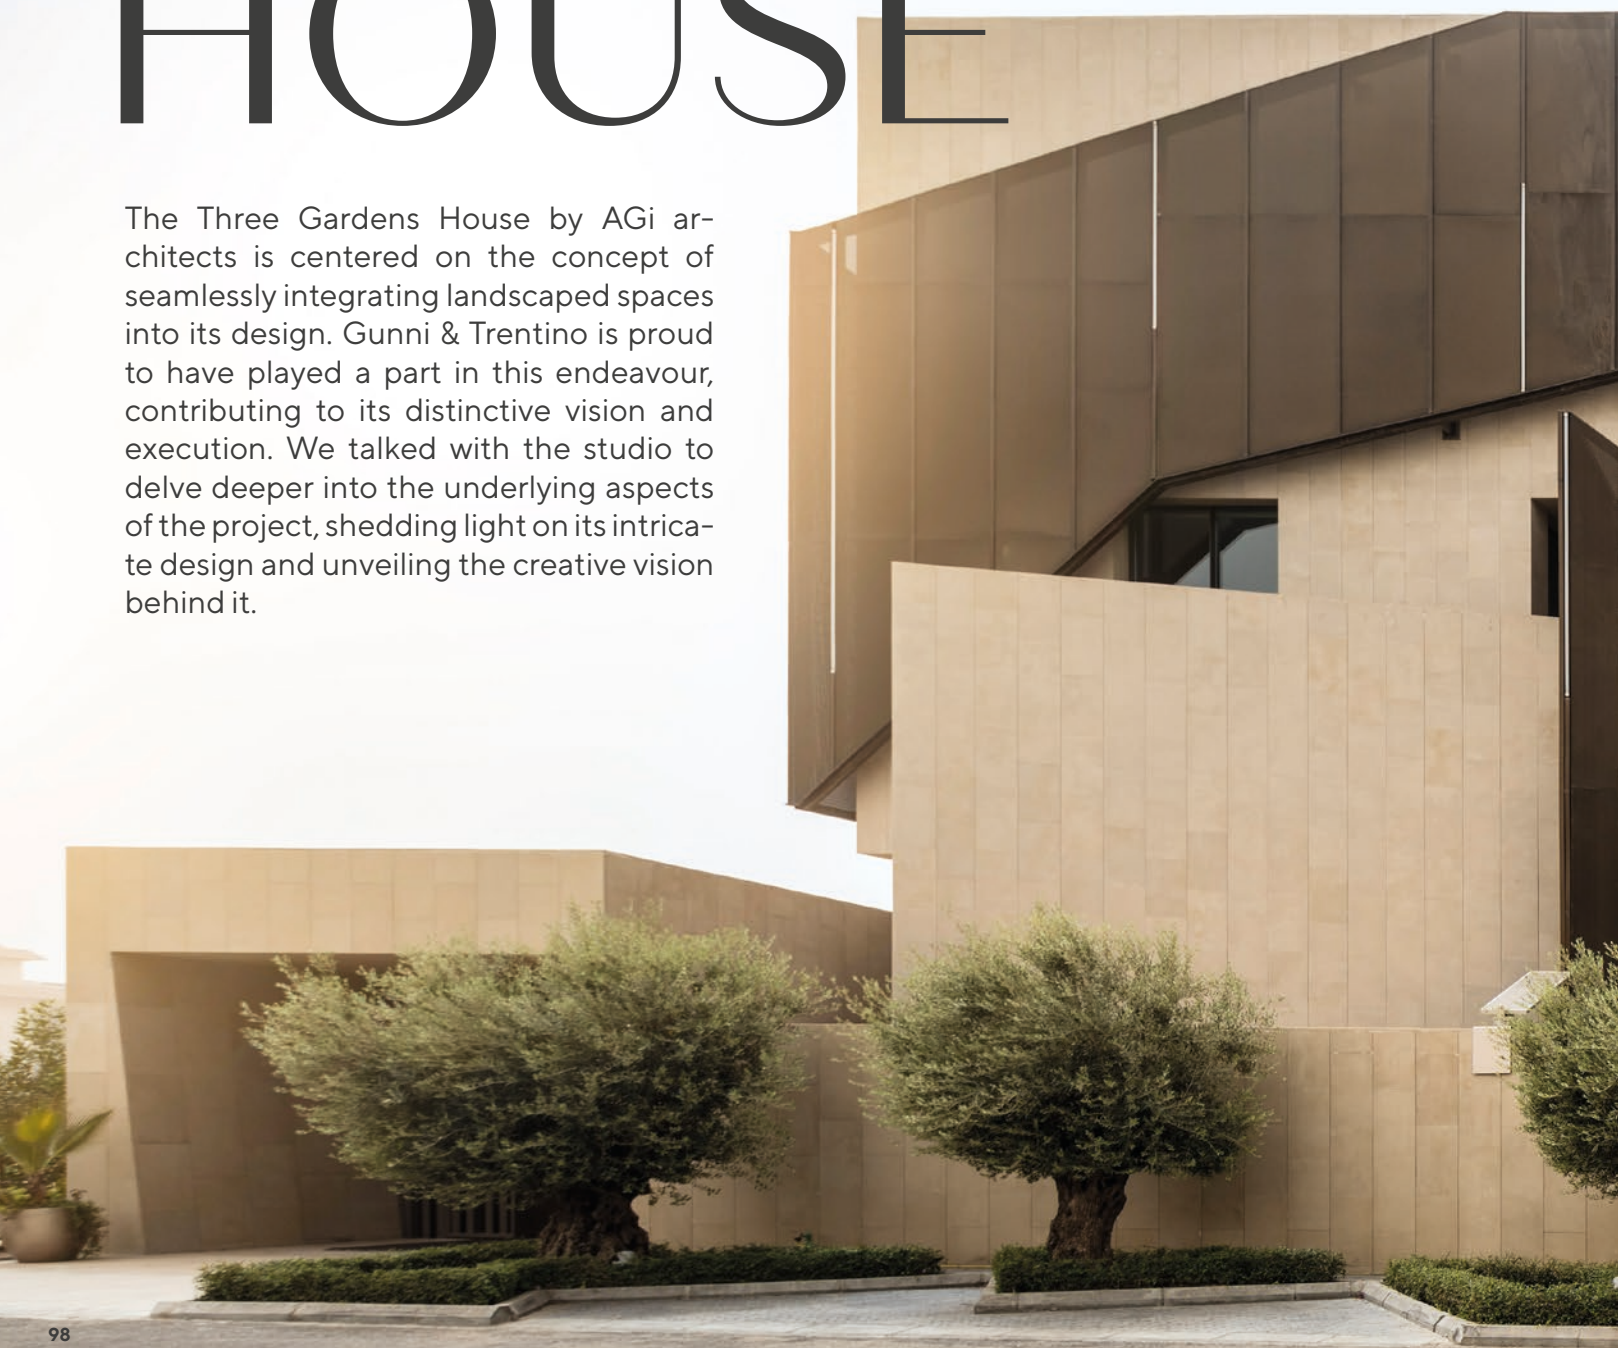 HOUSE
The Three Gardens House by AGi ar-
chitects is centered on the concept of
seamlessly integrating landscaped spaces
into its design. Gunni & Trentino is proud
to have played a part in this endeavour,
contributing to its distinctive vision and
execution. We talked with the studio to
delve deeper into the underlying aspects
of the project, shedding light on its intrica-
te design and unveiling the creative vision
behind it.
98